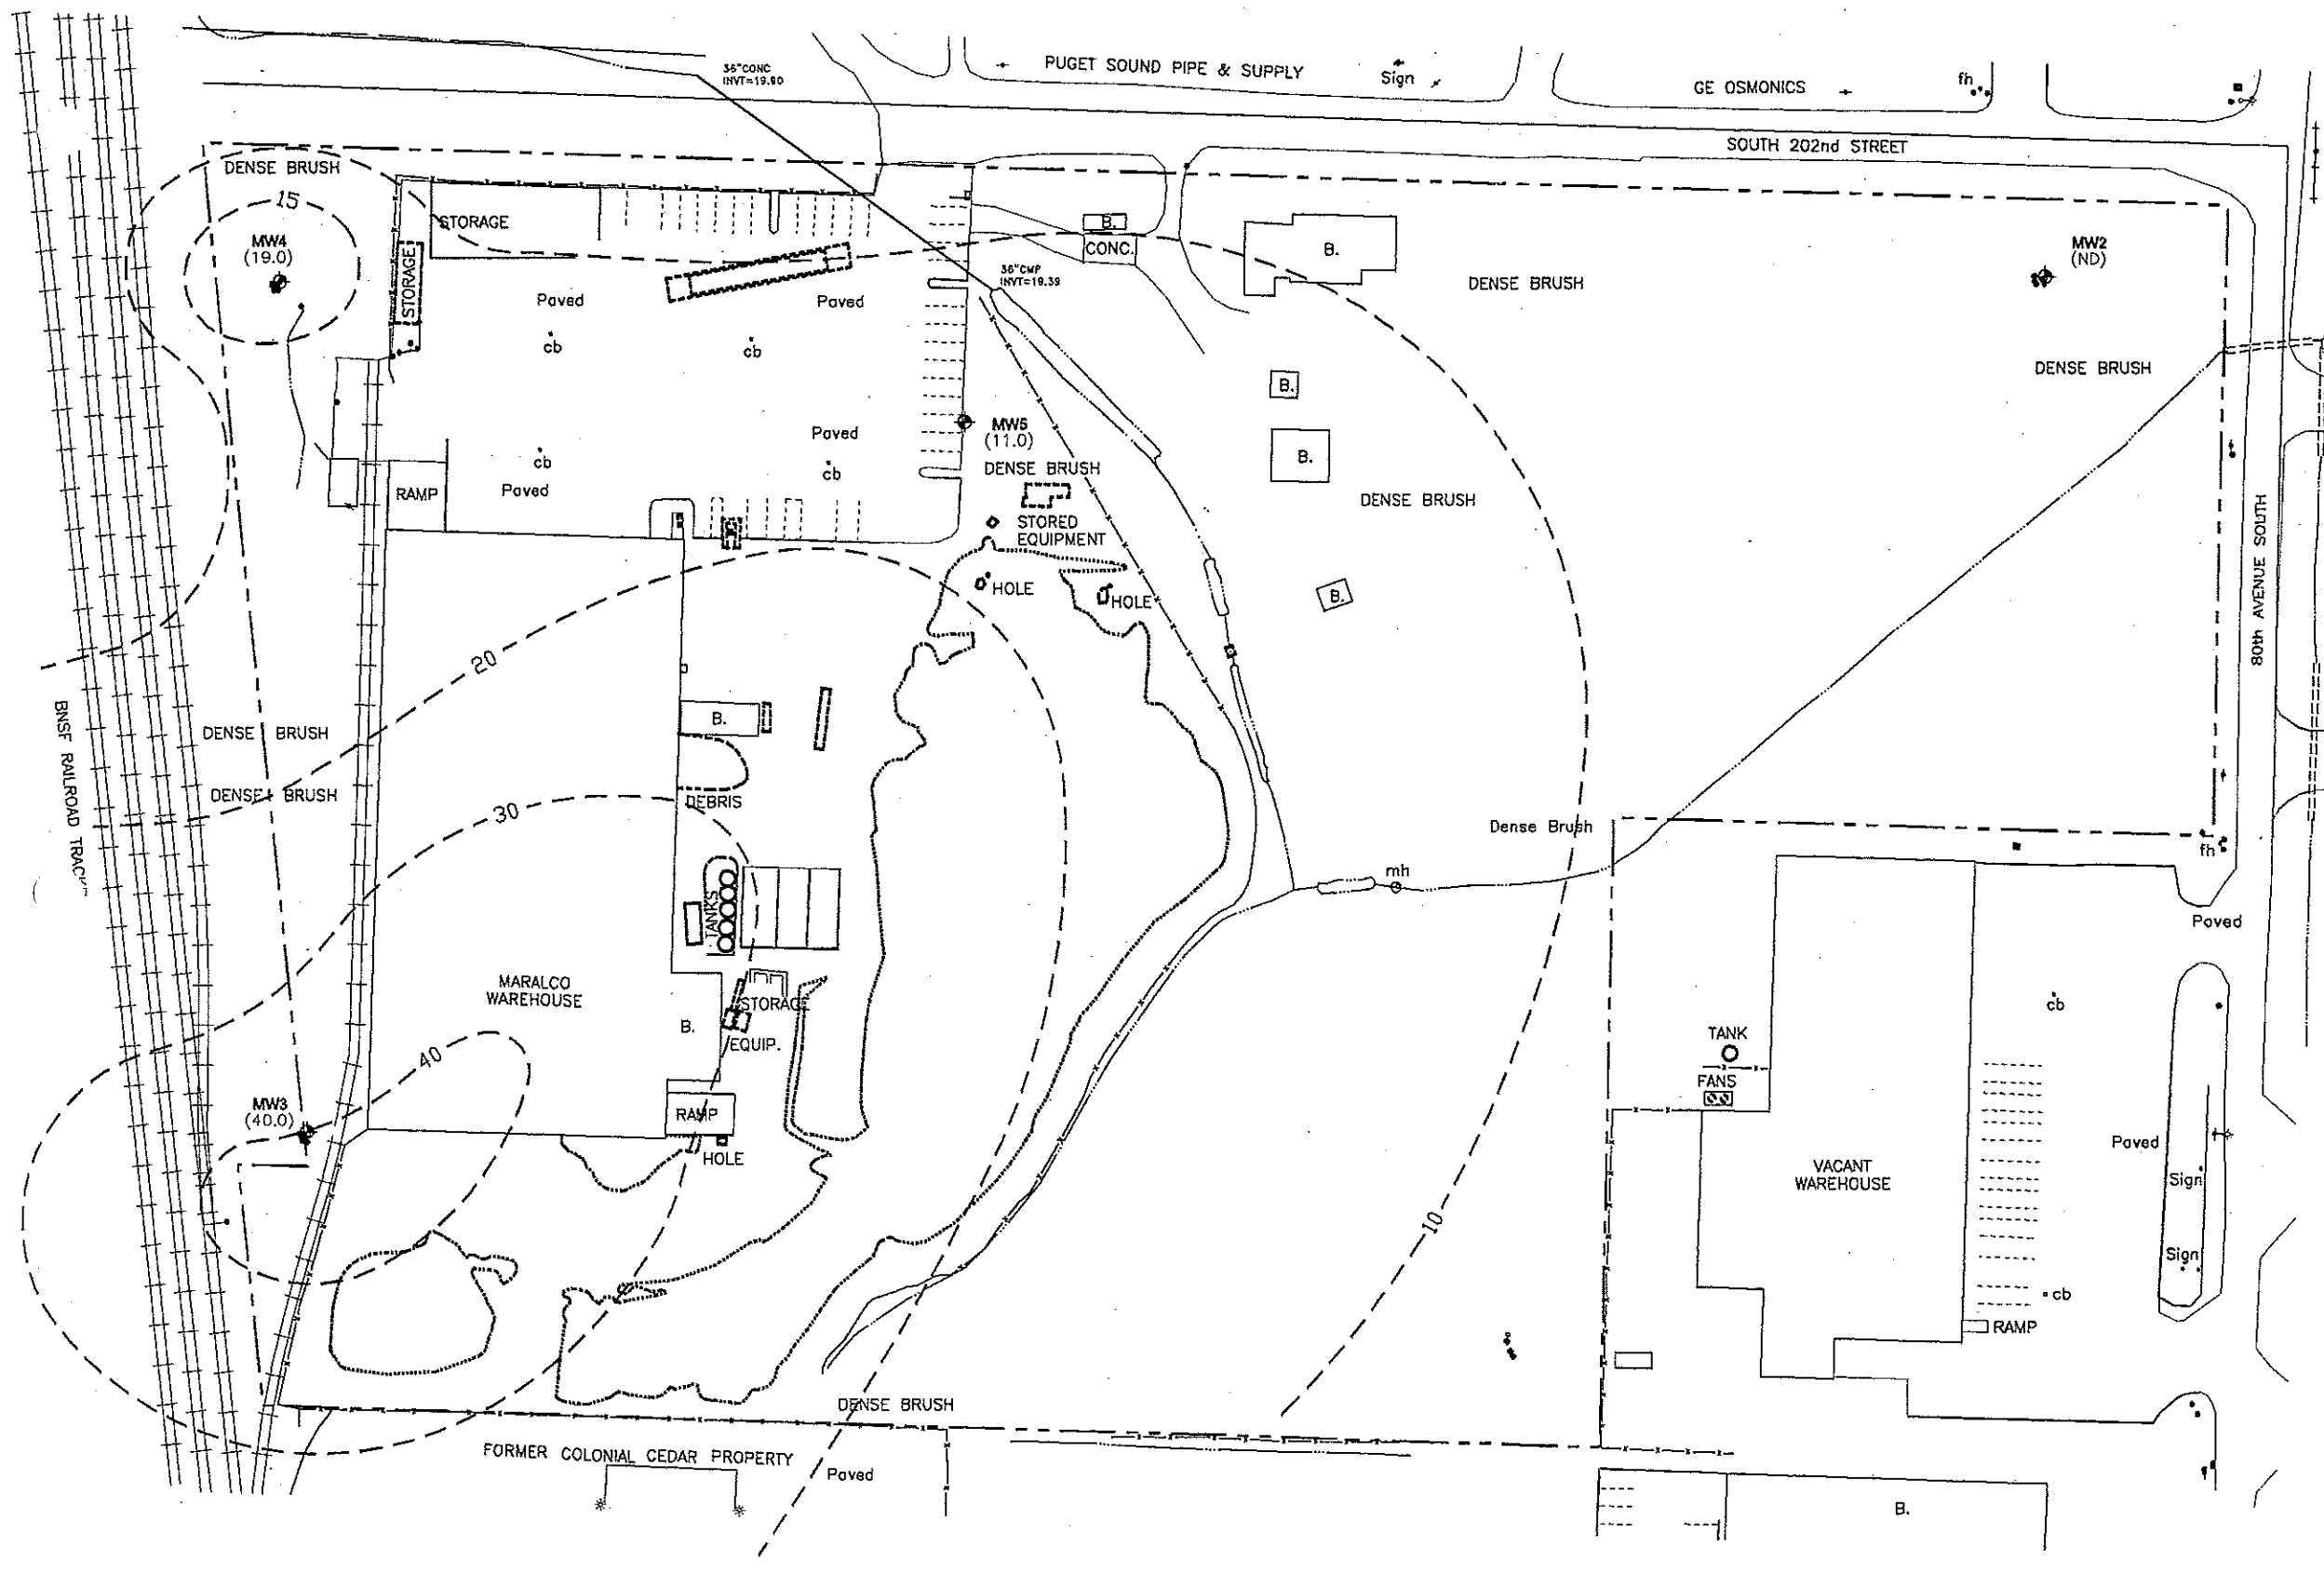 36"CONC
INVT=19.90
PUGET SOUND PIPE & SUPPLY
Sign
GE OSMONICS
fh
SOUTH 202nd STREET
DENSE BRUSH
15
MW4
(19.0)
STORAGE
STORAGE
B.
CONC.
B.
MW2
(ND)
36"CMP
INVT=19.39
DENSE BRUSH
Paved
Paved
cb
cb
DENSE BRUSH
B.
MW5
(11.0)
Paved
B.
DENSE BRUSH
cb
cb
RAMP
Paved
DENSE BRUSH
STORED
EQUIPMENT
80th AVENUE SOUTH
HOLE
HOLE
B.
20
BNSF RAILROAD TRACK
B.
DENSE BRUSH
DENSE BRUSH
DEBRIS
30
Dense Brush
fh
mh
TANKS
Paved
MARALCO
WAREHOUSE
STORAGE
cb
B.
EQUIP.
TANK
40
FANS
MW3
(40.0)
RAMP
HOLE
Paved
VACANT
WAREHOUSE
Sign
10
Sign
cb
RAMP
DENSE BRUSH
FORMER COLONIAL CEDAR PROPERTY
Paved
B.